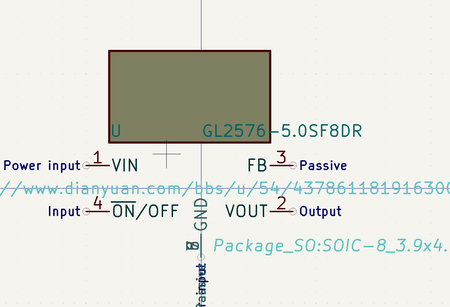 U GL2576-5.0SF8DR
Power input 1 VIN FB 3 Passive
//www.dianyuan.com/bbs/u/54/437861181916300
Input 4 ON/OFF VOUT 2 Output
GND
Package_SO:SOIC-8_3.9x4.